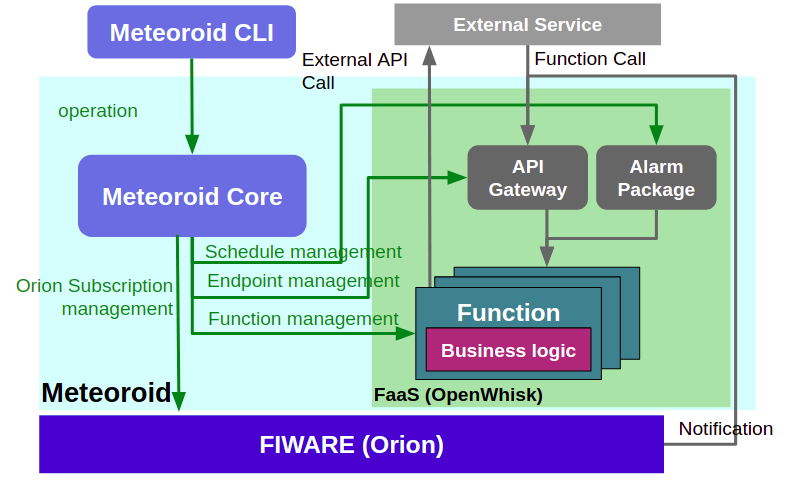 Meteoroid CLI
External Service
External API
Call
Function Call
operation
API
Gateway
Alarm
Package
Meteoroid Core
Schedule management
Endpoint management
Orion Subscription
management
Function management
Function
Business logic
Meteoroid
FaaS (OpenWhisk)
FIWARE (Orion)
Notification